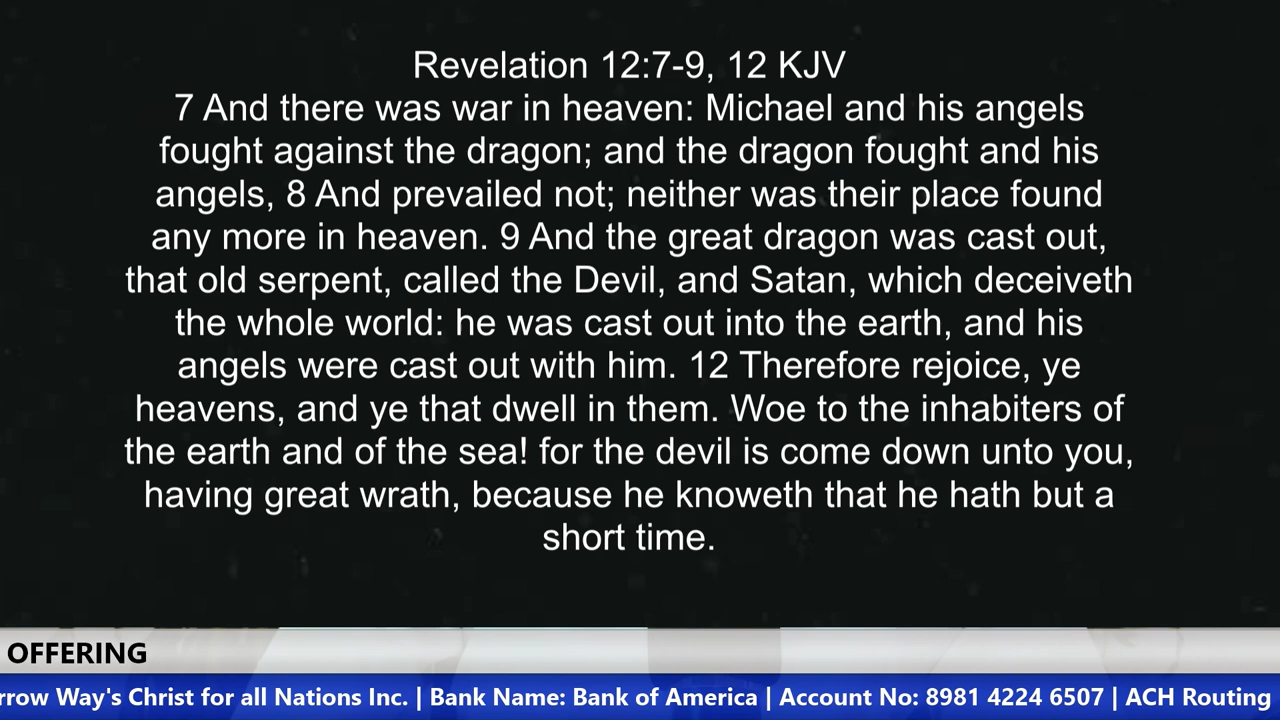 Revelation 12:7-9, 12 KJV
7 And there was war in heaven: Michael and his angels
fought against the dragon; and the dragon fought and his
angels, 8 And prevailed not; neither was their place found
any more in heaven. 9 And the great dragon was cast out,
that old serpent, called the Devil, and Satan, which deceiveth
the whole world: he was cast out into the earth, and his
angels were cast out with him. 12 Therefore rejoice, ye
heavens, and ye that dwell in them. Woe to the inhabiters of
the earth and of the sea! for the devil is come down unto you,
having great wrath, because he knoweth that he hath but a
short time.
OFFERING
Way's Christ for all Nations Inc. | Bank Name: Bank of America | Account No: 8981 4224 6507 | ACH Routing